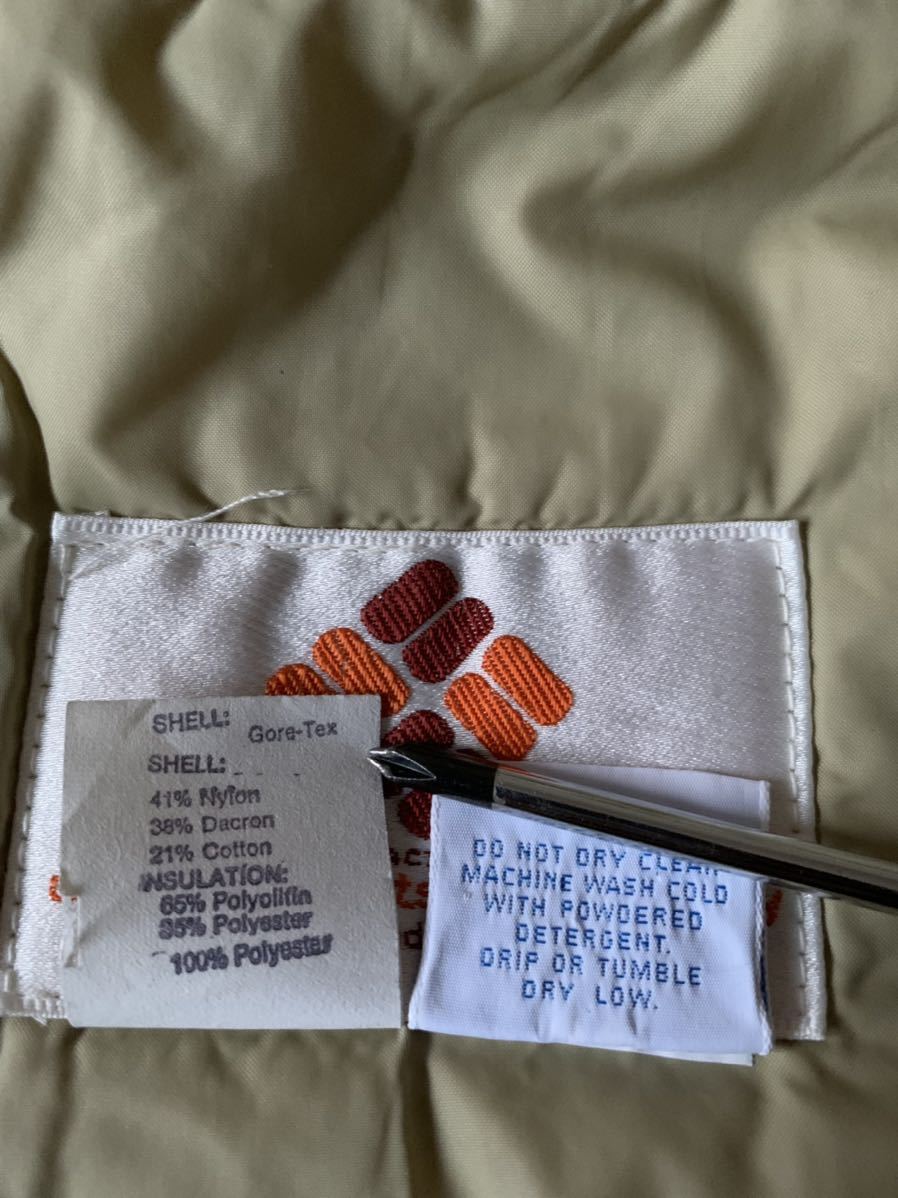 SHELL: Gore-Tex
SHELL:
41% Nylon
38% Dacron
21% Cotton
INSULATION:
65% Polyolifin
35% Polyester
100% Polyester
DO NOT DRY CLEAN.
MACHINE WASH COLD
WITH POWDERED
DETERGENT.
DRIP OR TUMBLE
DRY LOW.